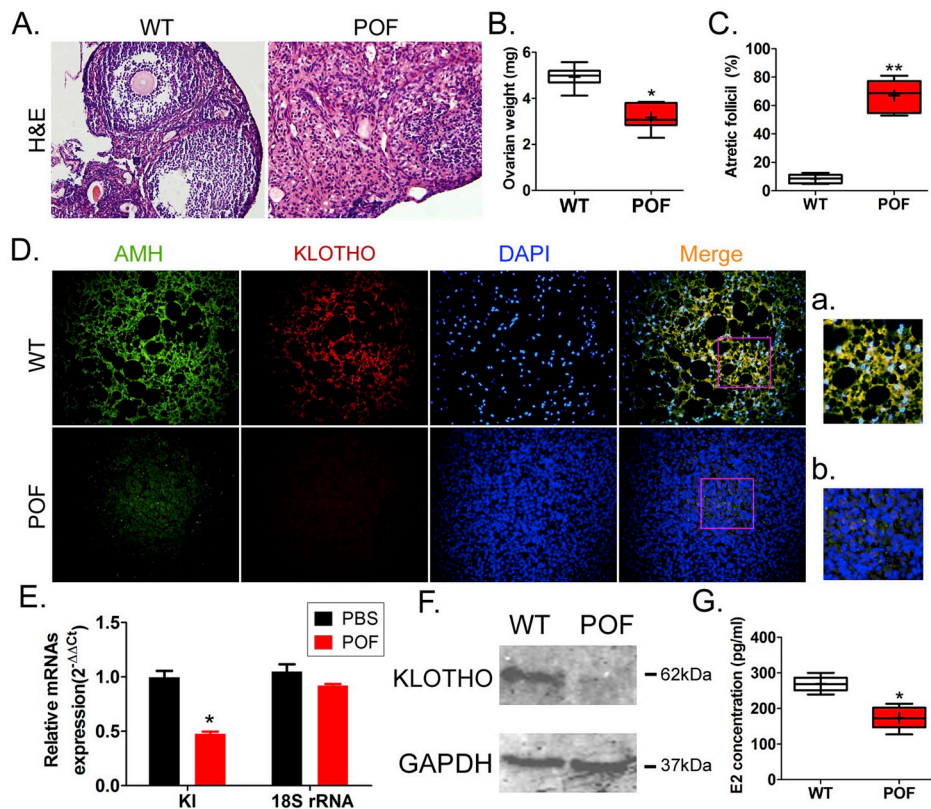 A.
WT
POF
H&E
B.
Ovarian weight (mg)
6
4
2
0
*
WT
POF
C.
Atretic follicil (%)
100
80
60
40
20
0
**
WT
POF
D.
AMH
KLOTHO
DAPI
Merge
WT
POF
a.
b.
E.
Relative mRNAs
expression(2-ΔΔCt)
1.5
1.0
0.5
0.0
PBS
POF
*
Kl
18S rRNA
F.
WT POF
KLOTHO
62kDa
GAPDH
37kDa
G.
E2 concentration (pg/ml)
400
300
200
100
0
*
WT
POF